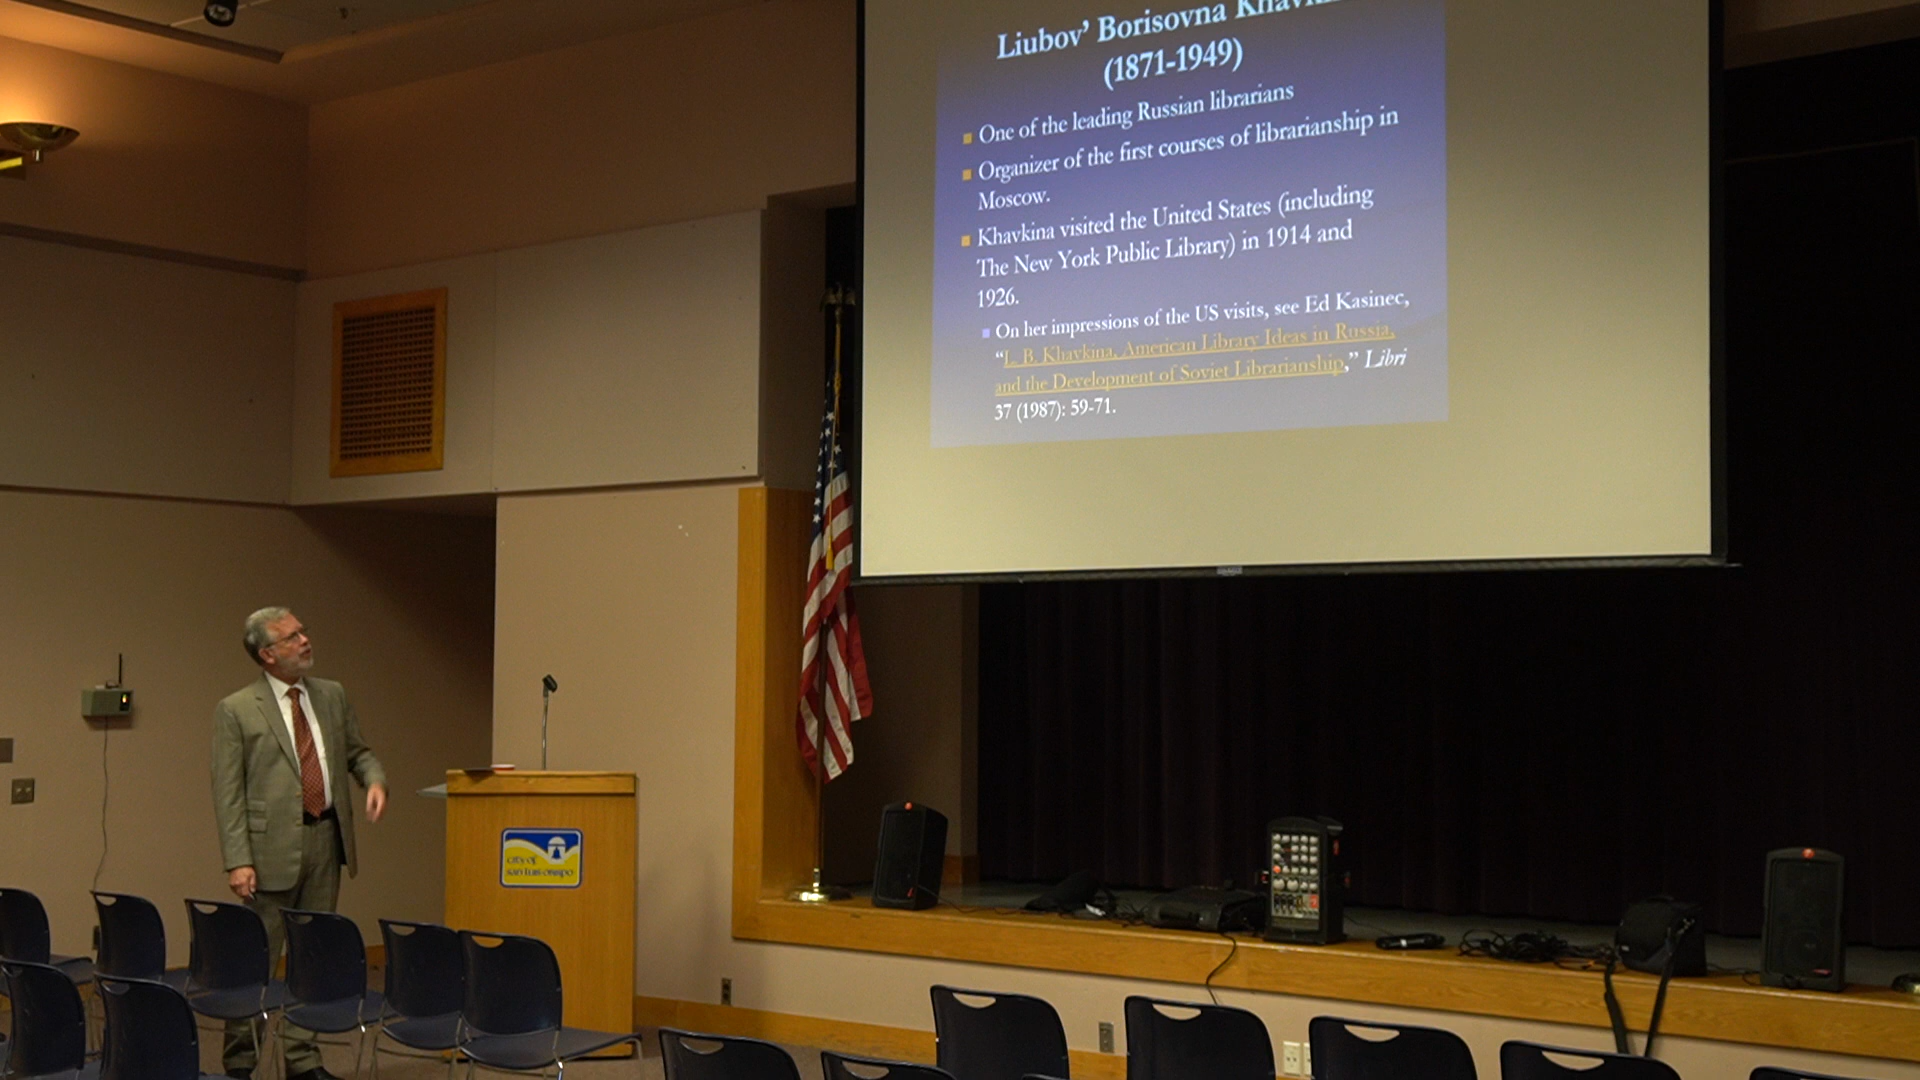 Liubov' Borisovna
(1871-1949)
One of the leading Russian librarians
Organizer of the first courses of librarianship in
Moscow.
Khavkina visited the United States (including
The New York Public Library) in 1914 and
1926.
On her impressions of the US visits, see Ed Kasinec,
“L. B. Khavkina, American Library Ideas in Russia,
and the Development of Soviet Librarianship,” Libri
37 (1987): 59-71.
city of
san luis obispo